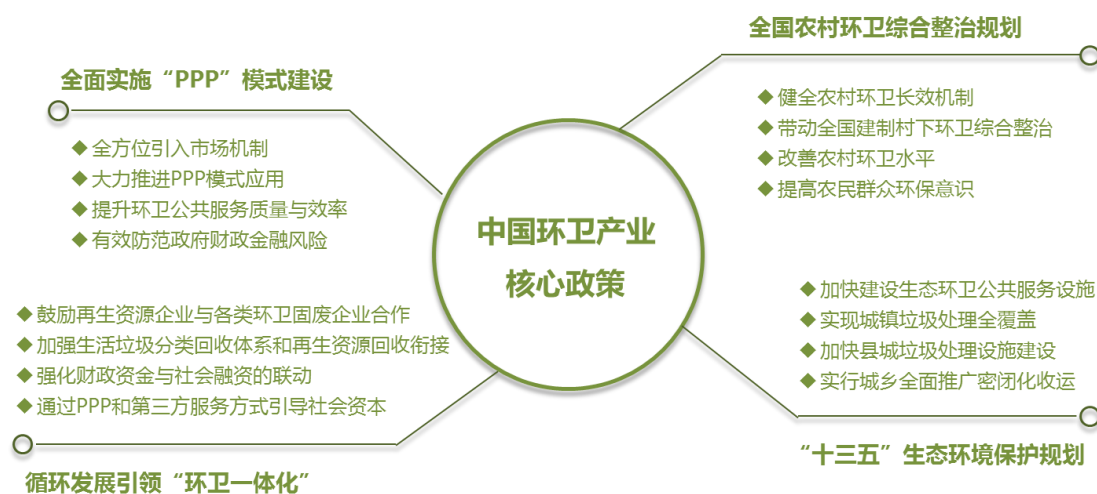 全面实施“PPP”模式建设
◆全方位引入市场机制
◆大力推进PPP模式应用
◆提升环卫公共服务质量与效率
◆有效防范政府财政金融风险
全国农村环卫综合整治规划
◆健全农村环卫长效机制
◆带动全国建制村下环卫综合整治
◆改善农村环卫水平
◆提高农民群众环保意识
中国环卫产业
核心政策
◆鼓励再生资源企业与各类环卫固废企业合作
◆加强生活垃圾分类回收体系和再生资源回收衔接
◆强化财政资金与社会融资的联动
◆通过PPP和第三方服务方式引导社会资本
循环发展引领“环卫一体化”
◆加快建设生态环卫公共服务设施
◆实现城镇垃圾处理全覆盖
◆加快县城垃圾处理设施建设
◆实行城乡全面推广密闭化收运
“十三五”生态环境保护规划